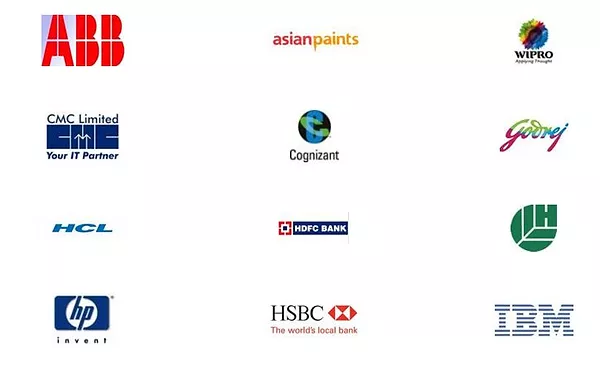 ABB
asianpaints
WIPRO
Applying Thought
CMC Limited
CMC
Your IT Partner
Cognizant
Godrej
HCL
HDFC BANK
H
hp
invent
HSBC
The world's local bank
IBM